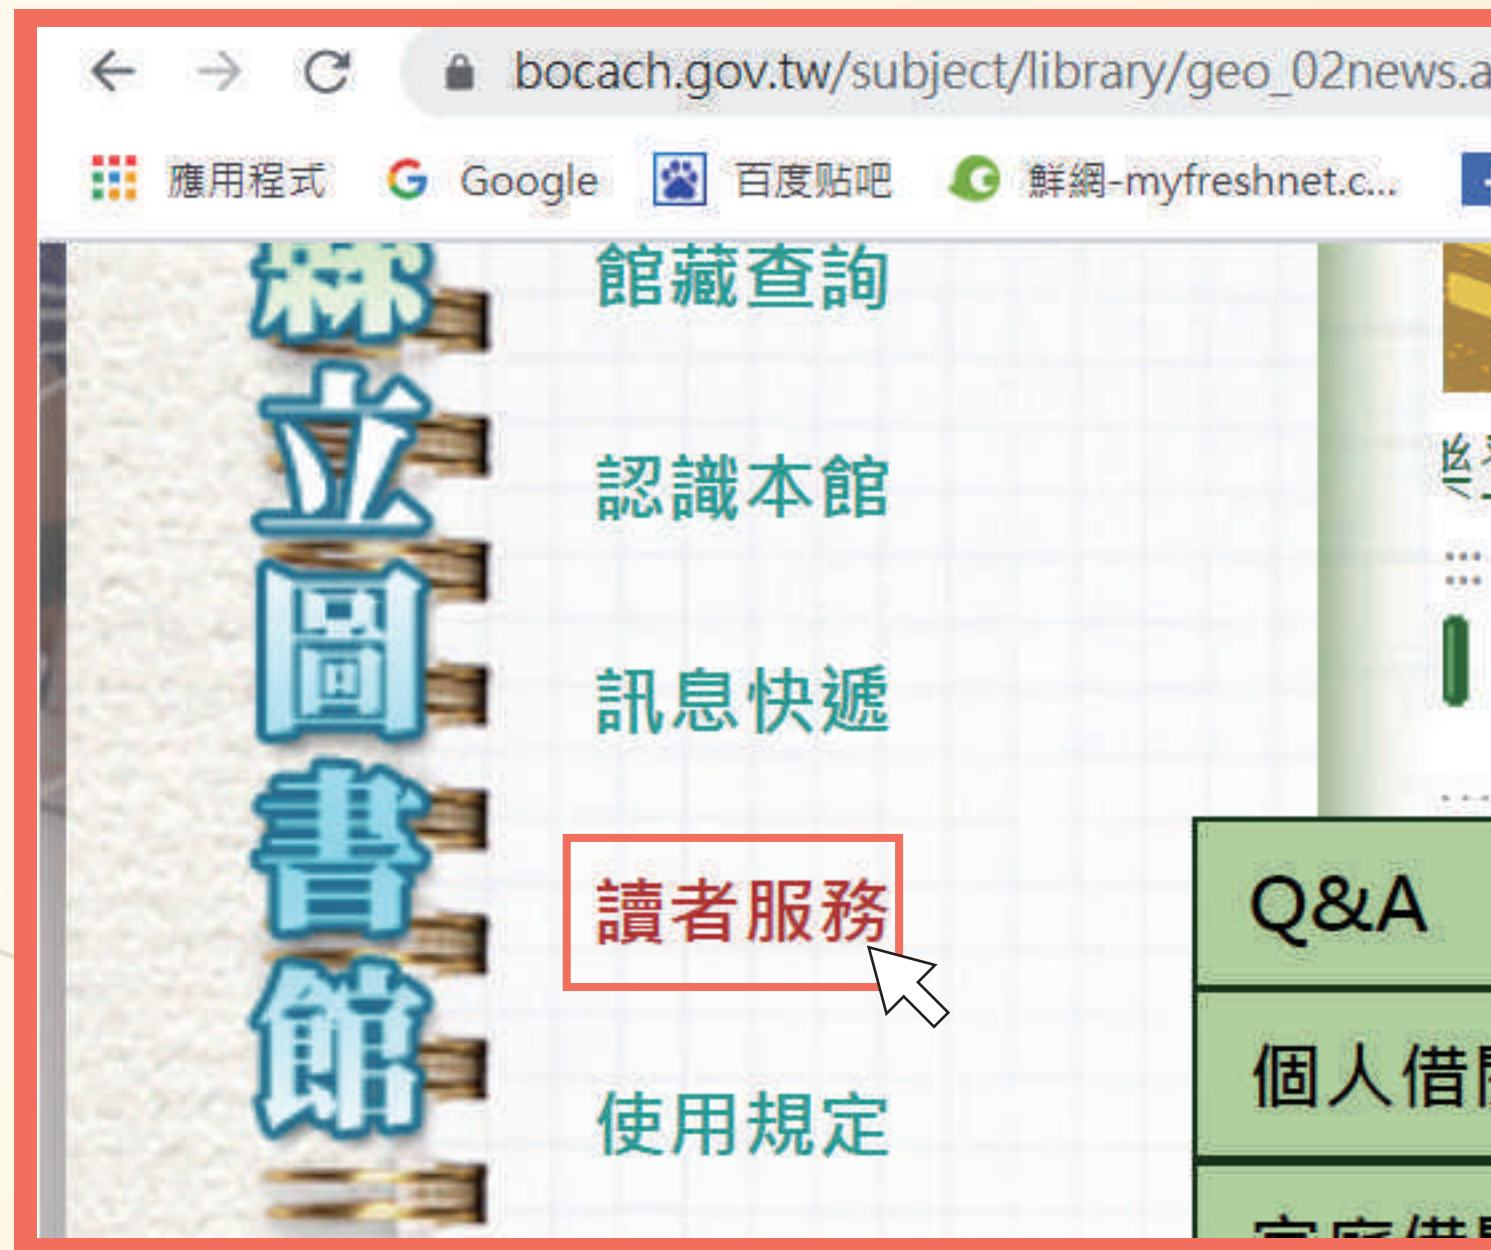 bocach.gov.tw/subject/library/geo_02news.a
應用程式 Google 百度贴吧 鮮網-myfreshnet.c...
縣立圖書館
館藏查詢
認識本館
訊息快遞
讀者服務
使用規定
Q&A
個人借